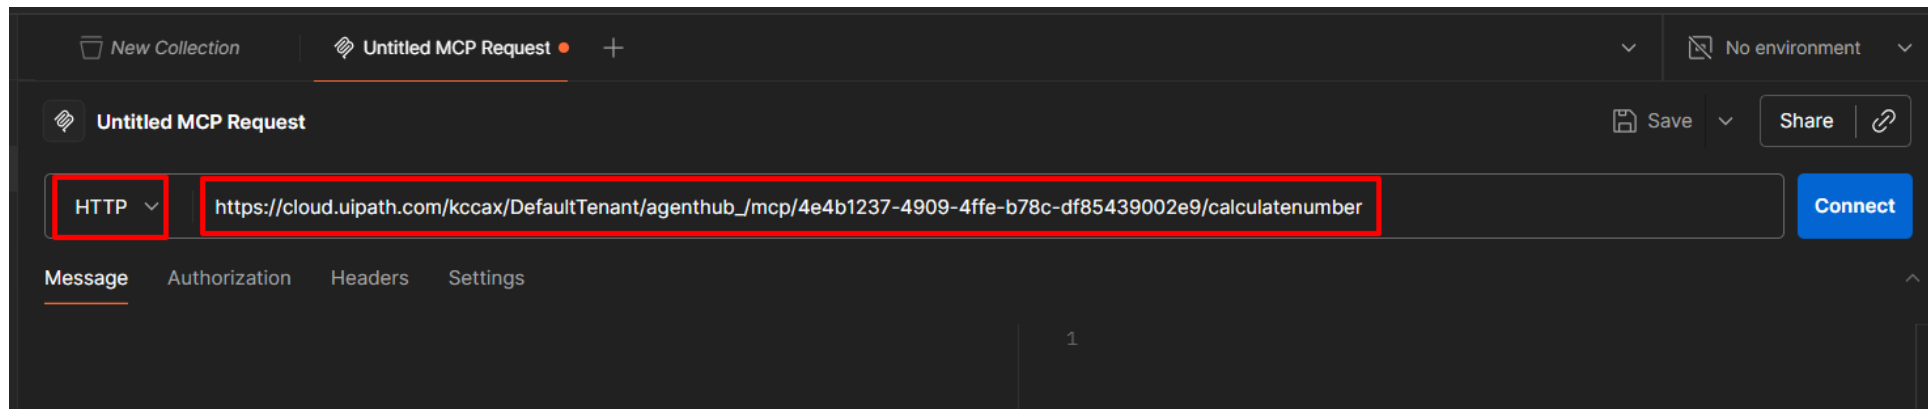 New Collection
Untitled MCP Request
No environment
Untitled MCP Request
Save
Share
HTTP
https://cloud.uipath.com/kccax/DefaultTenant/agenthub_/mcp/4e4b1237-4909-4ffe-b78c-df85439002e9/calculatenumber
Connect
Message Authorization Headers Settings
1